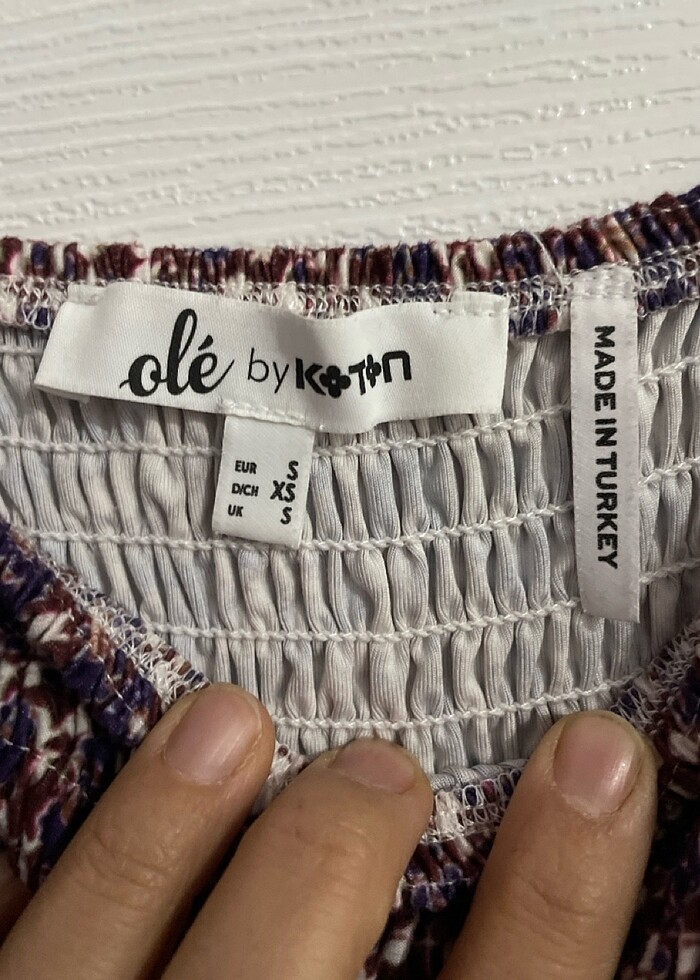 olé by KOTON
EUR S
D/CH XS
UK S
MADE IN TURKEY